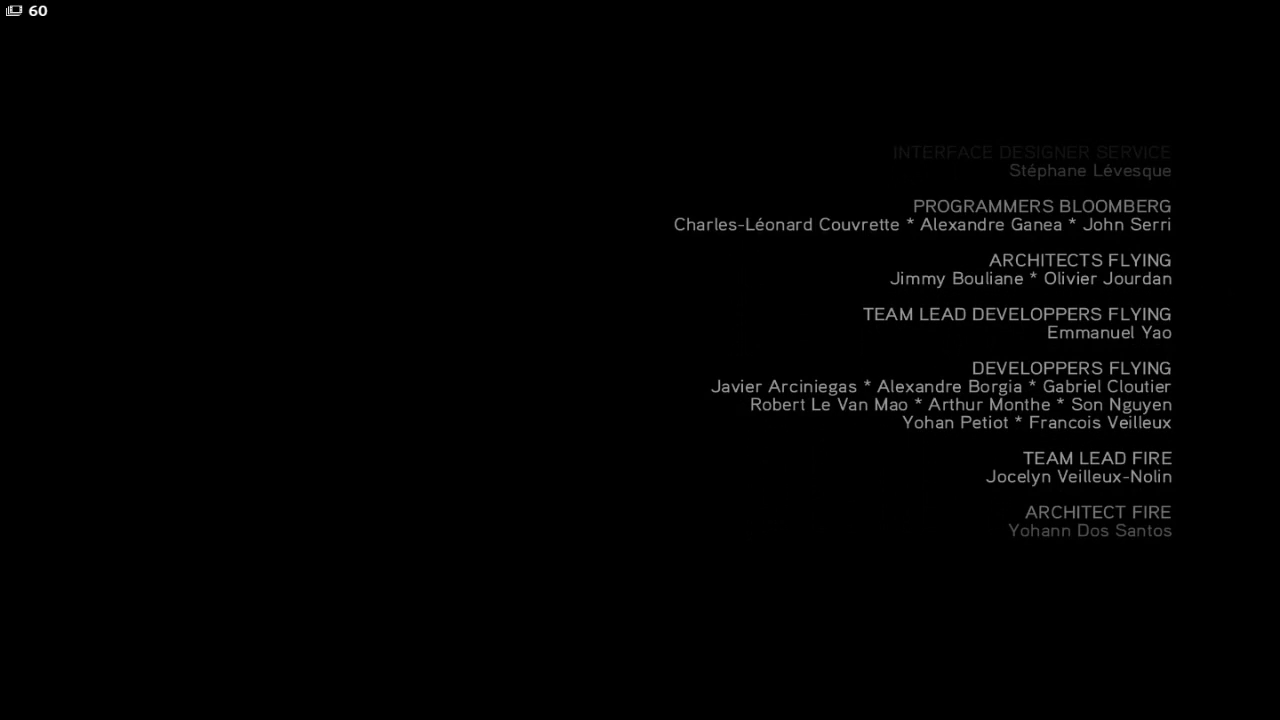 60
INTERFACE DESIGNER SERVICE
Stéphane Lévesque
PROGRAMMERS BLOOMBERG
Charles-Léonard Couvrette * Alexandre Ganea * John Serri
ARCHITECTS FLYING
Jimmy Bouliane * Olivier Jourdan
TEAM LEAD DEVELOPPERS FLYING
Emmanuel Yao
DEVELOPPERS FLYING
Javier Arciniegas * Alexandre Borgia * Gabriel Cloutier
Robert Le Van Mao * Arthur Monthe * Son Nguyen
Yohan Petiot * Francois Veilleux
TEAM LEAD FIRE
Jocelyn Veilleux-Nolin
ARCHITECT FIRE
Yohann Dos Santos